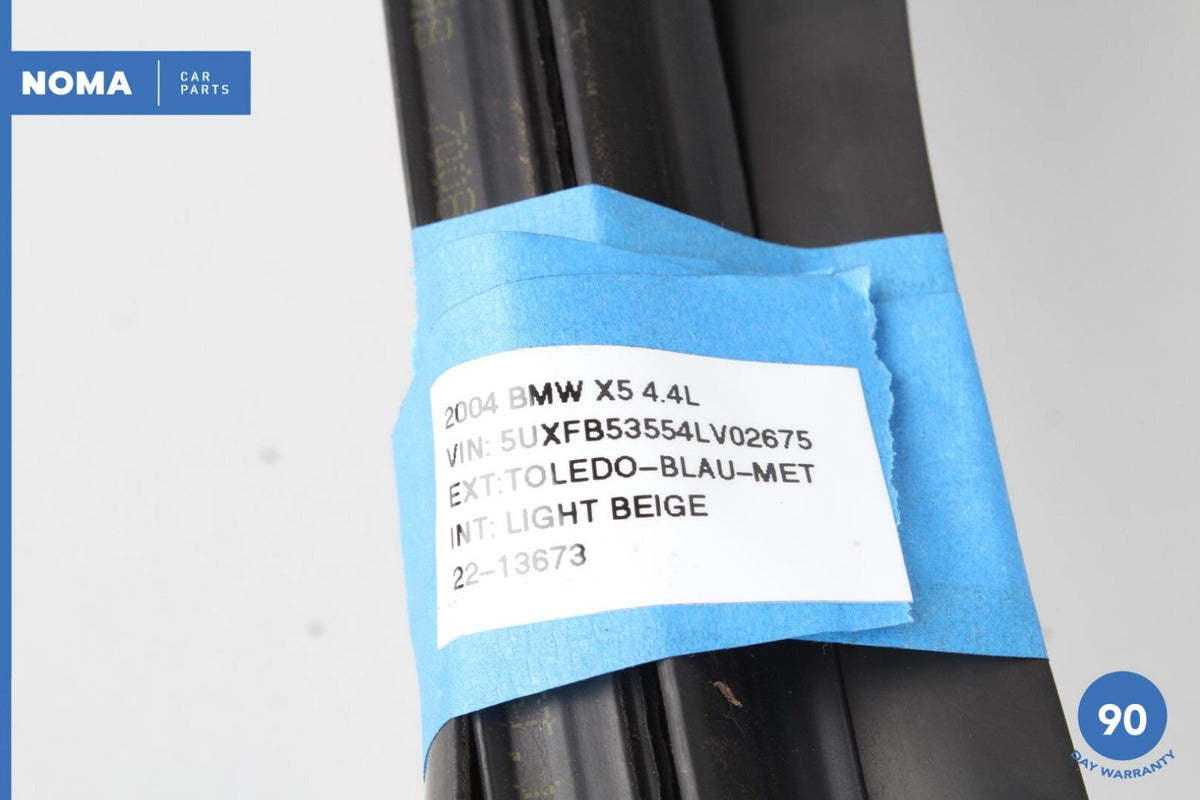 NOMA CAR PARTS
2004 BMW X5 4.4L
VIN: 5UXFB53554LV02675
EXT:TOLEDO-BLAU-MET
INT: LIGHT BEIGE
22-13673
90
DAY WARRANTY